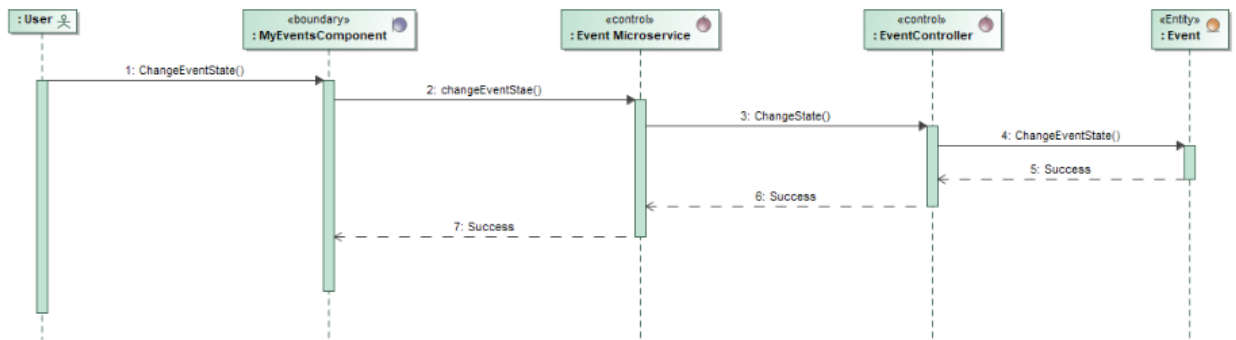 : User
«boundary»
: MyEventsComponent
«control»
: Event Microservice
«control»
: EventController
«Entity»
: Event
1: ChangeEventState()
2: changeEventStae()
3: ChangeState()
4: ChangeEventState()
5: Success
6: Success
7: Success